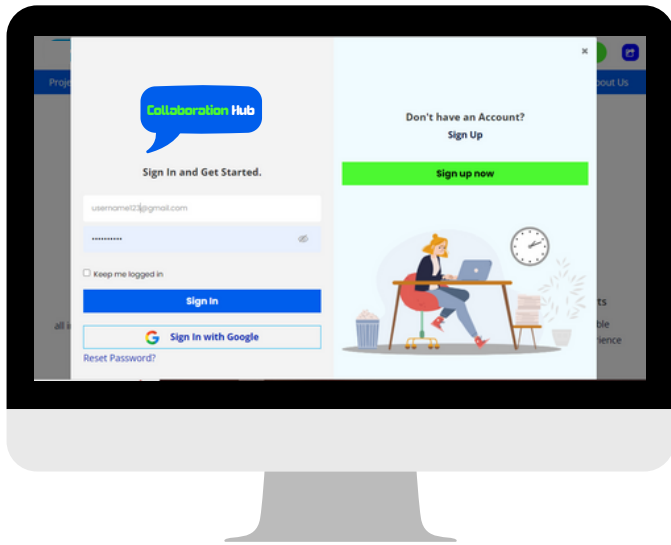 Proje
out Us
Collaboration Hub
Sign In and Get Started.
username123@gmail.com
Keep me logged in
Sign In
Sign In with Google
Reset Password?
×
Don't have an Account?
Sign Up
Sign up now
all i
rts
ble
rience